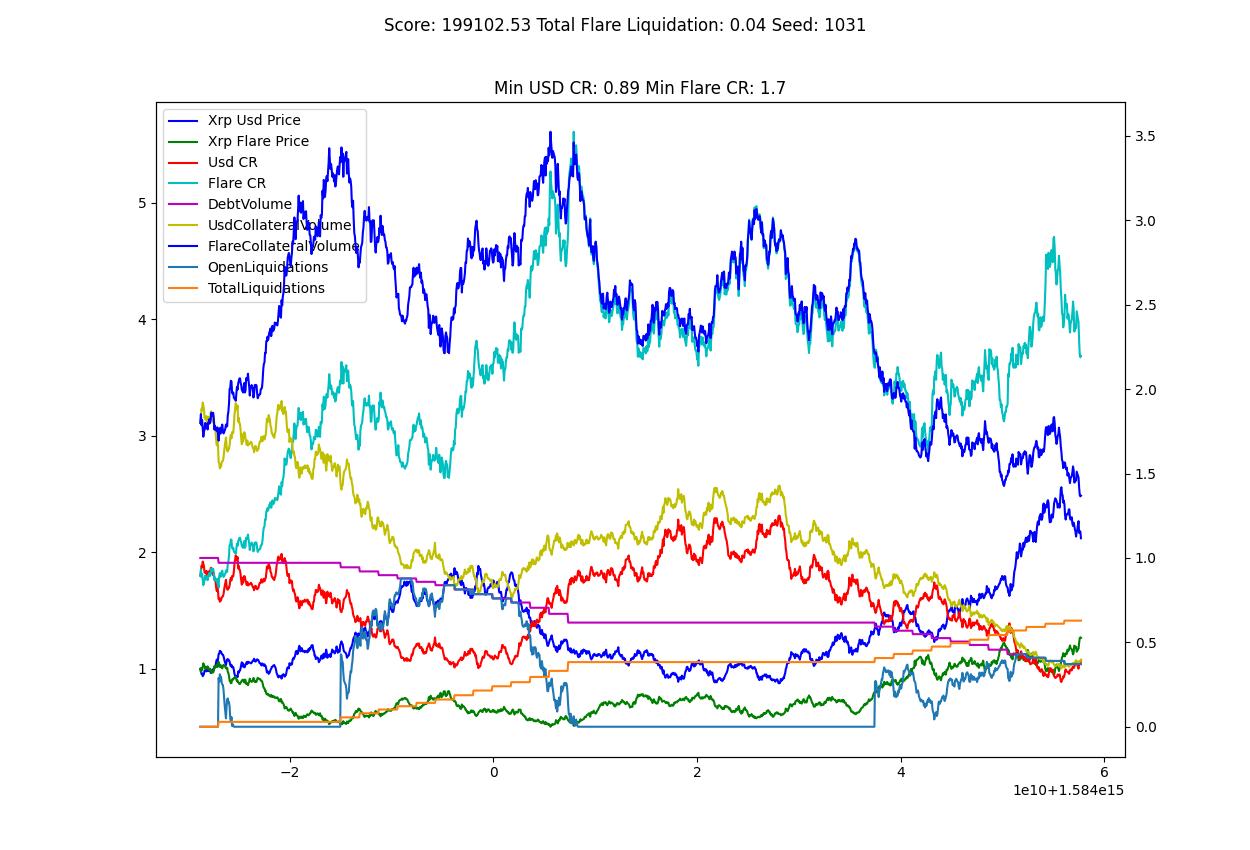 Score: 199102.53 Total Flare Liquidation: 0.04 Seed: 1031
Min USD CR: 0.89 Min Flare CR: 1.7
Xrp Usd Price
Xrp Flare Price
Usd CR
Flare CR
DebtVolume
UsdCollateralVolume
FlareCollateralVolume
OpenLiquidations
TotalLiquidations
5
4
3
2
1
3.5
3.0
2.5
2.0
1.5
1.0
0.5
0.0
−2
0
2
4
6
1e10+1.584e15